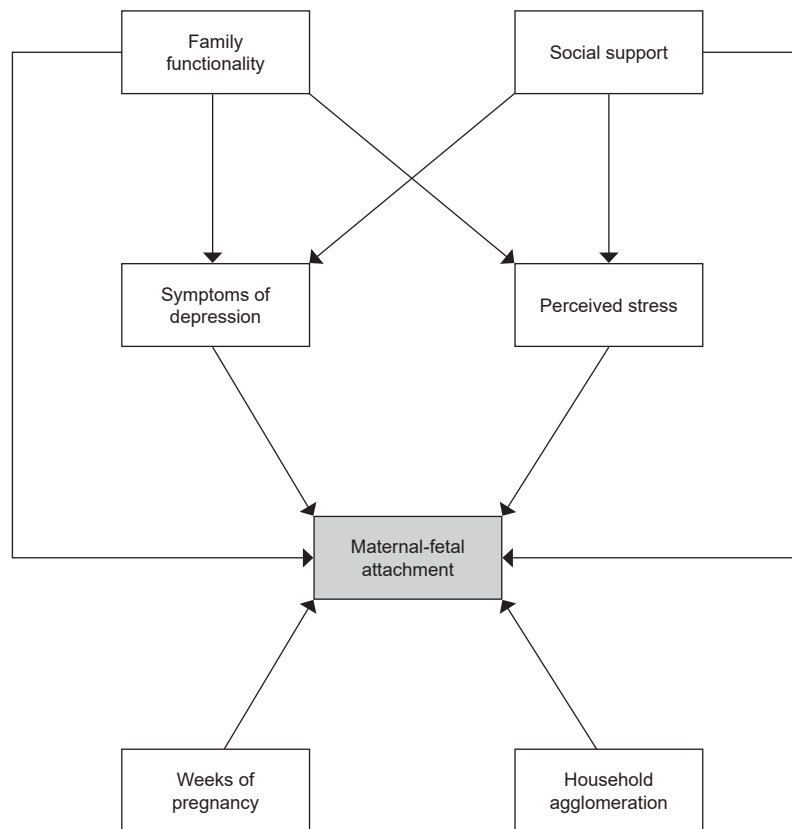 Family
functionality
Social support
Symptoms of
depression
Perceived stress
Maternal-fetal
attachment
Weeks of
pregnancy
Household
agglomeration